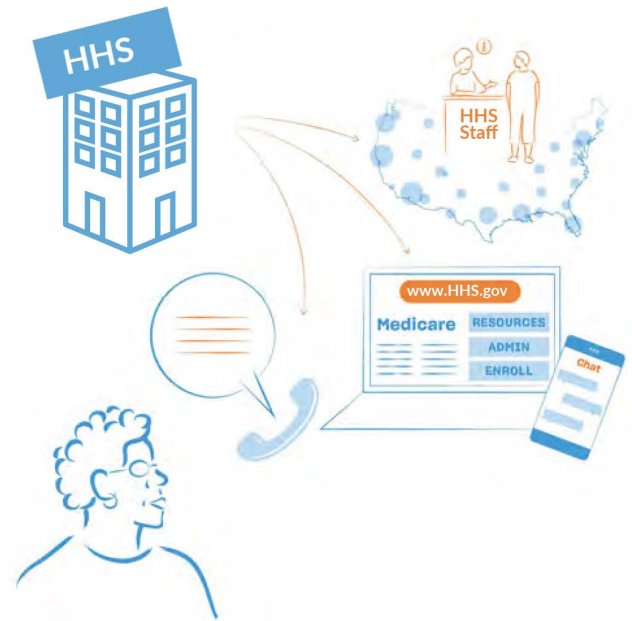 HHS
HHS
Staff
www.HHS.gov
Medicare
RESOURCES
ADMIN
ENROLL
Chat